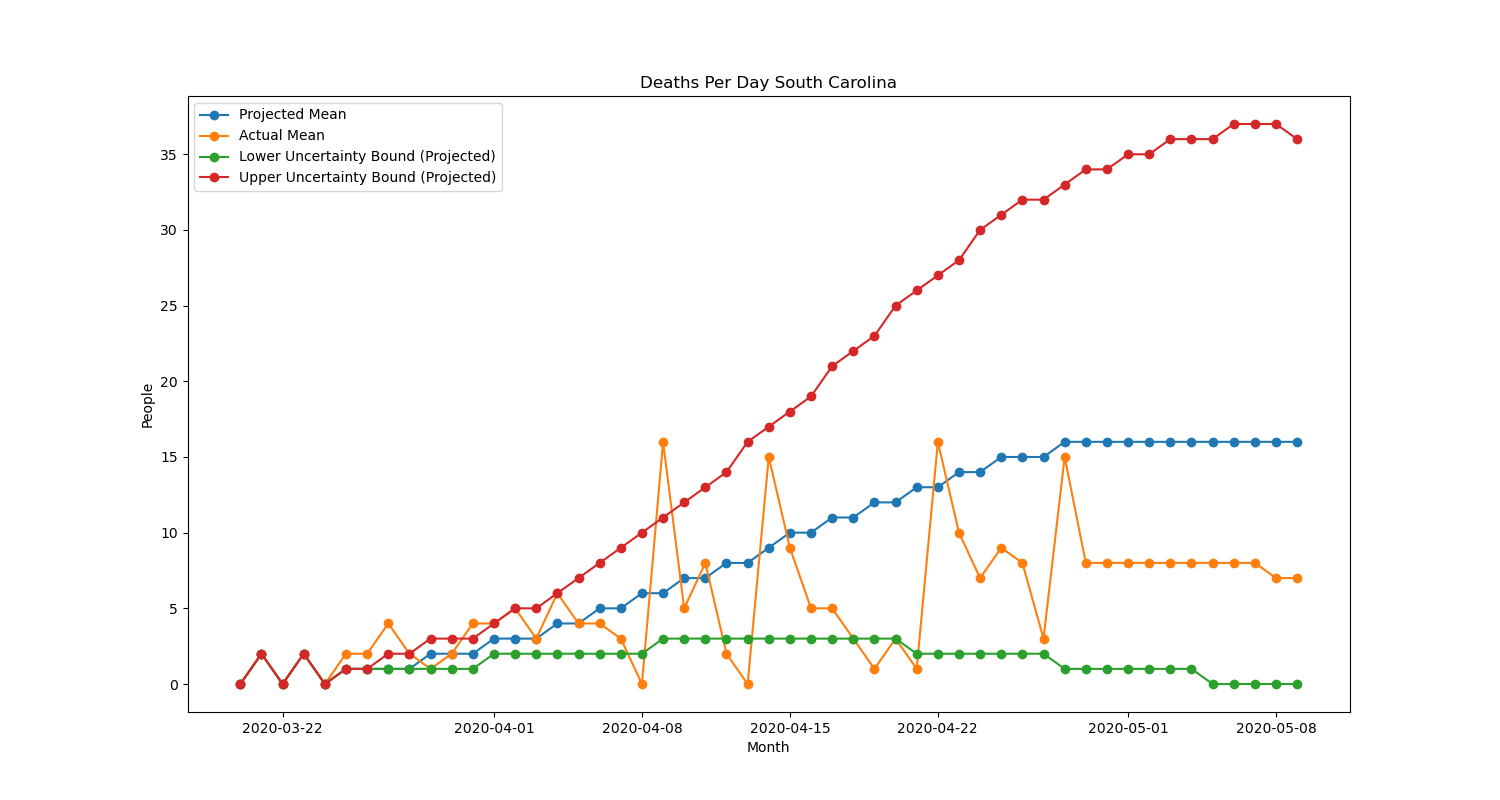 Deaths Per Day South Carolina
Projected Mean
Actual Mean
Lower Uncertainty Bound (Projected)
Upper Uncertainty Bound (Projected)
35
30
25
20
15
10
5
0
People
2020-03-22 2020-04-01 2020-04-08 2020-04-15 2020-04-22 2020-05-01 2020-05-08
Month